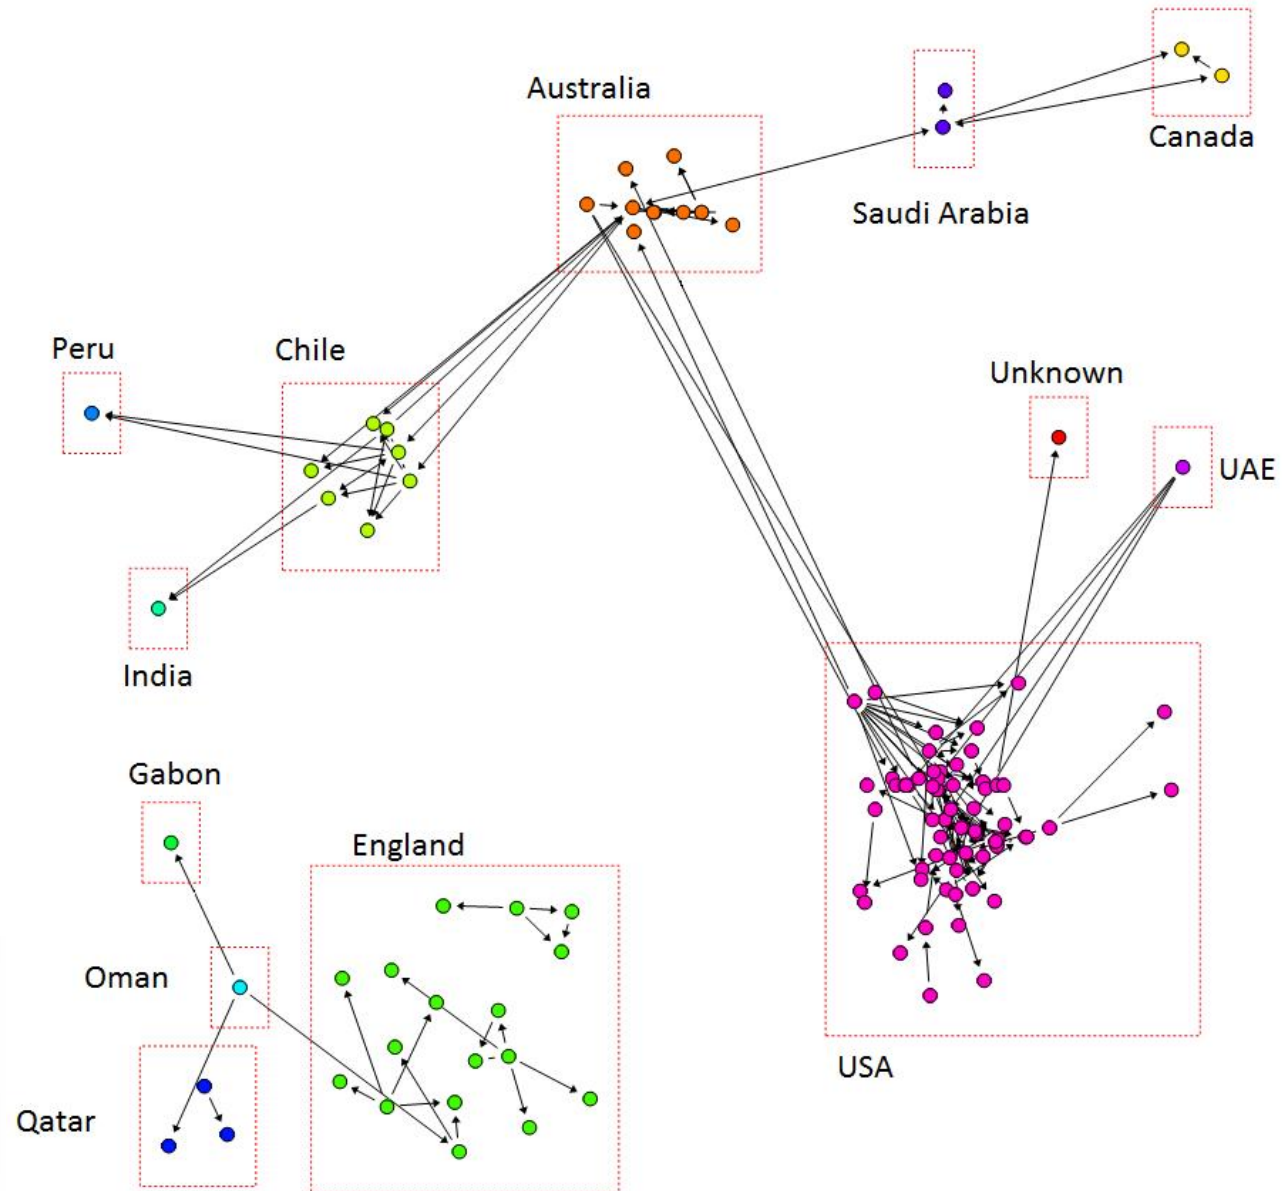 Australia
Canada
Saudi Arabia
Peru
Chile
Unknown
UAE
India
Gabon
England
Oman
USA
Qatar